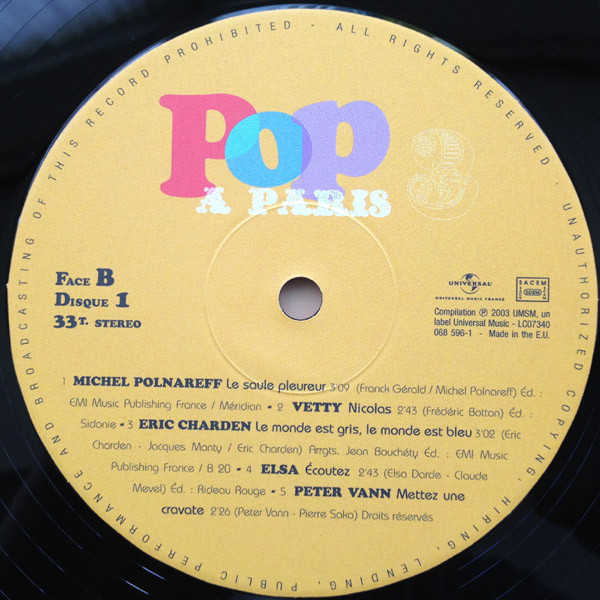 PERFORMANCE AND BROADCASTING OF THIS RECORD PROHIBITED - ALL RIGHTS RESERVED. UNAUTHORIZED COPYING, HIRING, LENDING, PUBLIC
Pop
A PARIS
3
FACE B
DISQUE 1
33T. STEREO
UNIVERSAL
UNIVERSAL MUSIC FRANCE
SACEM
Compilation ℗ 2003 UMSM, un
label Universal Music - LC07340
068 596-1 - Made in the E.U.
1 MICHEL POLNAREFF Le saule pleureur 3'09 (Franck Gérald / Michel Polnareff) Éd. :
EMI Music Publishing France / Méridian • 2 VETTY Nicolas 2'43 (Frédéric Botton) Éd. :
Sidonie • 3 ERIC CHARDEN Le monde est gris, le monde est bleu 3'02 (Eric
Charden - Jacques Monty / Eric Charden) Arrgts. Jean Bouchéty Éd. : EMI Music
Publishing France / B 20 • 4 ELSA Écoutez 2'43 (Elsa Darde - Claude
Mevel) Éd. : Rideau Rouge • 5 PETER VANN Mettez une
cravate 2'26 (Peter Vann - Pierre Saka) Droits réservés